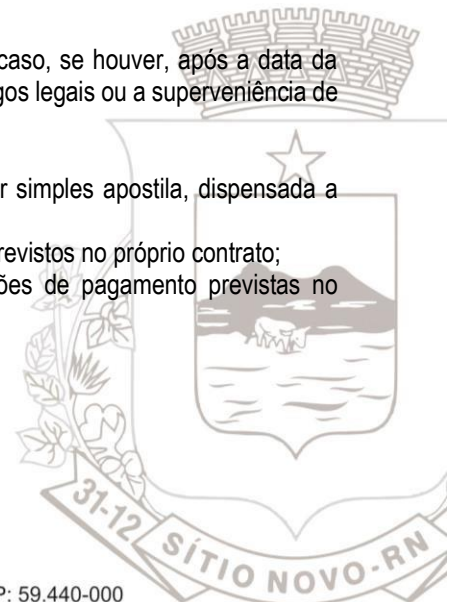 caso, se houver, após a data da
gos legais ou a superveniência de
r simples apostila, dispensada a
revistos no próprio contrato;
ões de pagamento previstas no
31-12 SÍTIO NOVO-RN
P: 59.440-000